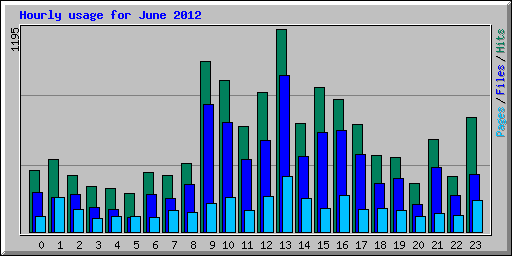 Hourly usage for June 2012
1195
Pages / Files / Hits
0 1 2 3 4 5 6 7 8 9 10 11 12 13 14 15 16 17 18 19 20 21 22 23